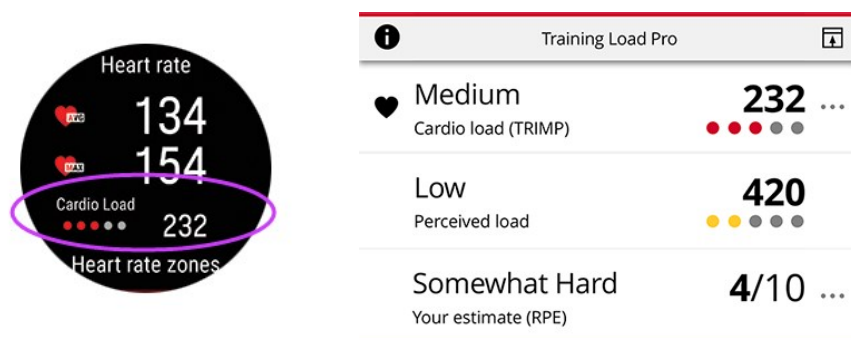 Heart rate
AVG 134
MAX 154
Cardio Load
232
Heart rate zones
Training Load Pro
Medium 232
Cardio load (TRIMP)
Low 420
Perceived load
Somewhat Hard 4/10
Your estimate (RPE)